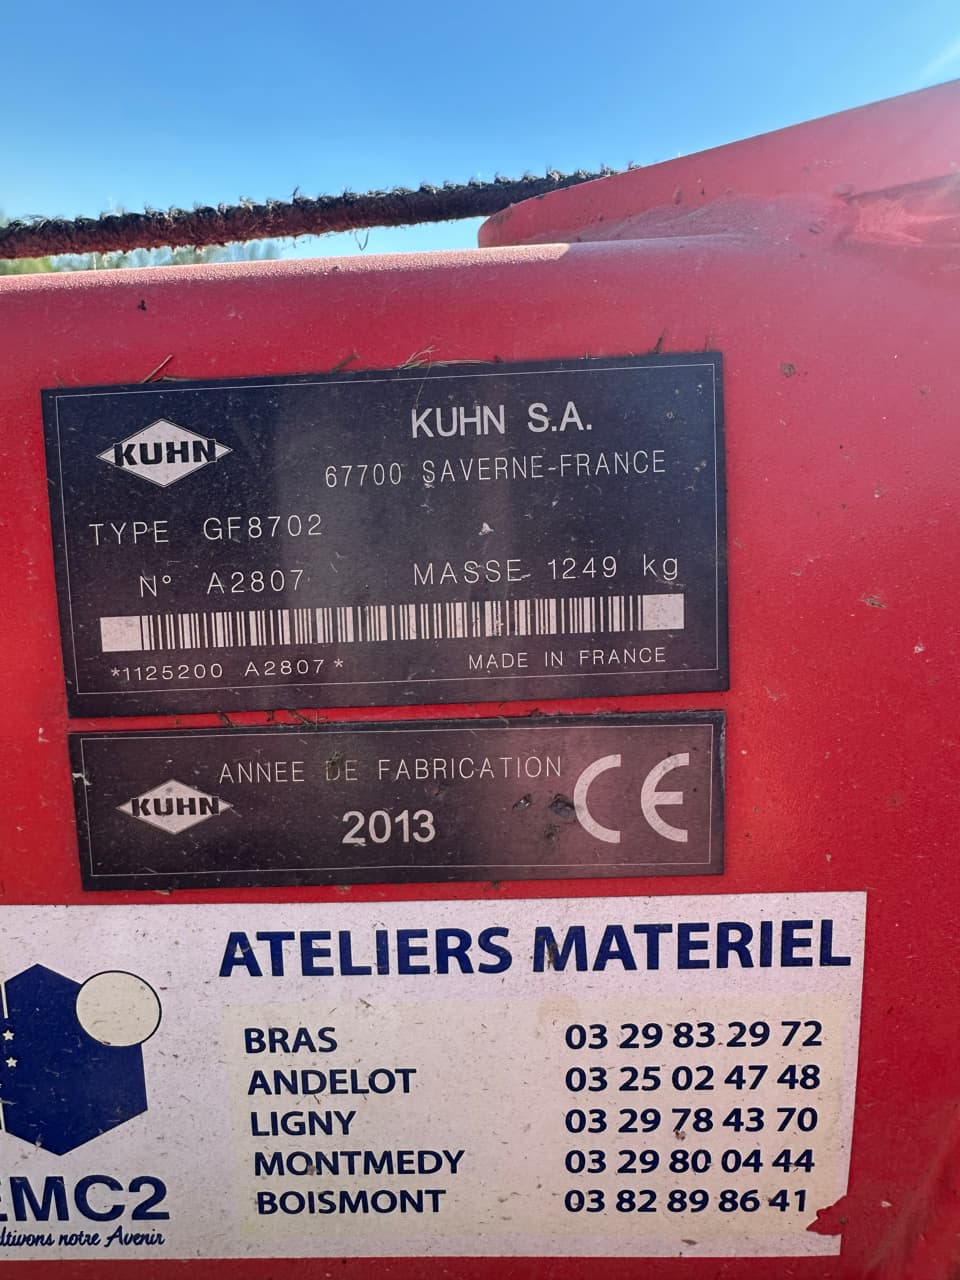 KUHN
KUHN S.A.
67700 SAVERNE-FRANCE
TYPE GF8702
N° A2807 MASSE 1249 kg
*1125200 A2807*
MADE IN FRANCE
KUHN
ANNEE DE FABRICATION
2013
CE
ATELIERS MATERIEL
BRAS 03 29 83 29 72
ANDELOT 03 25 02 47 48
LIGNY 03 29 78 43 70
MONTMEDY 03 29 80 04 44
BOISMONT 03 82 89 86 41
EMC2
notre Avenir